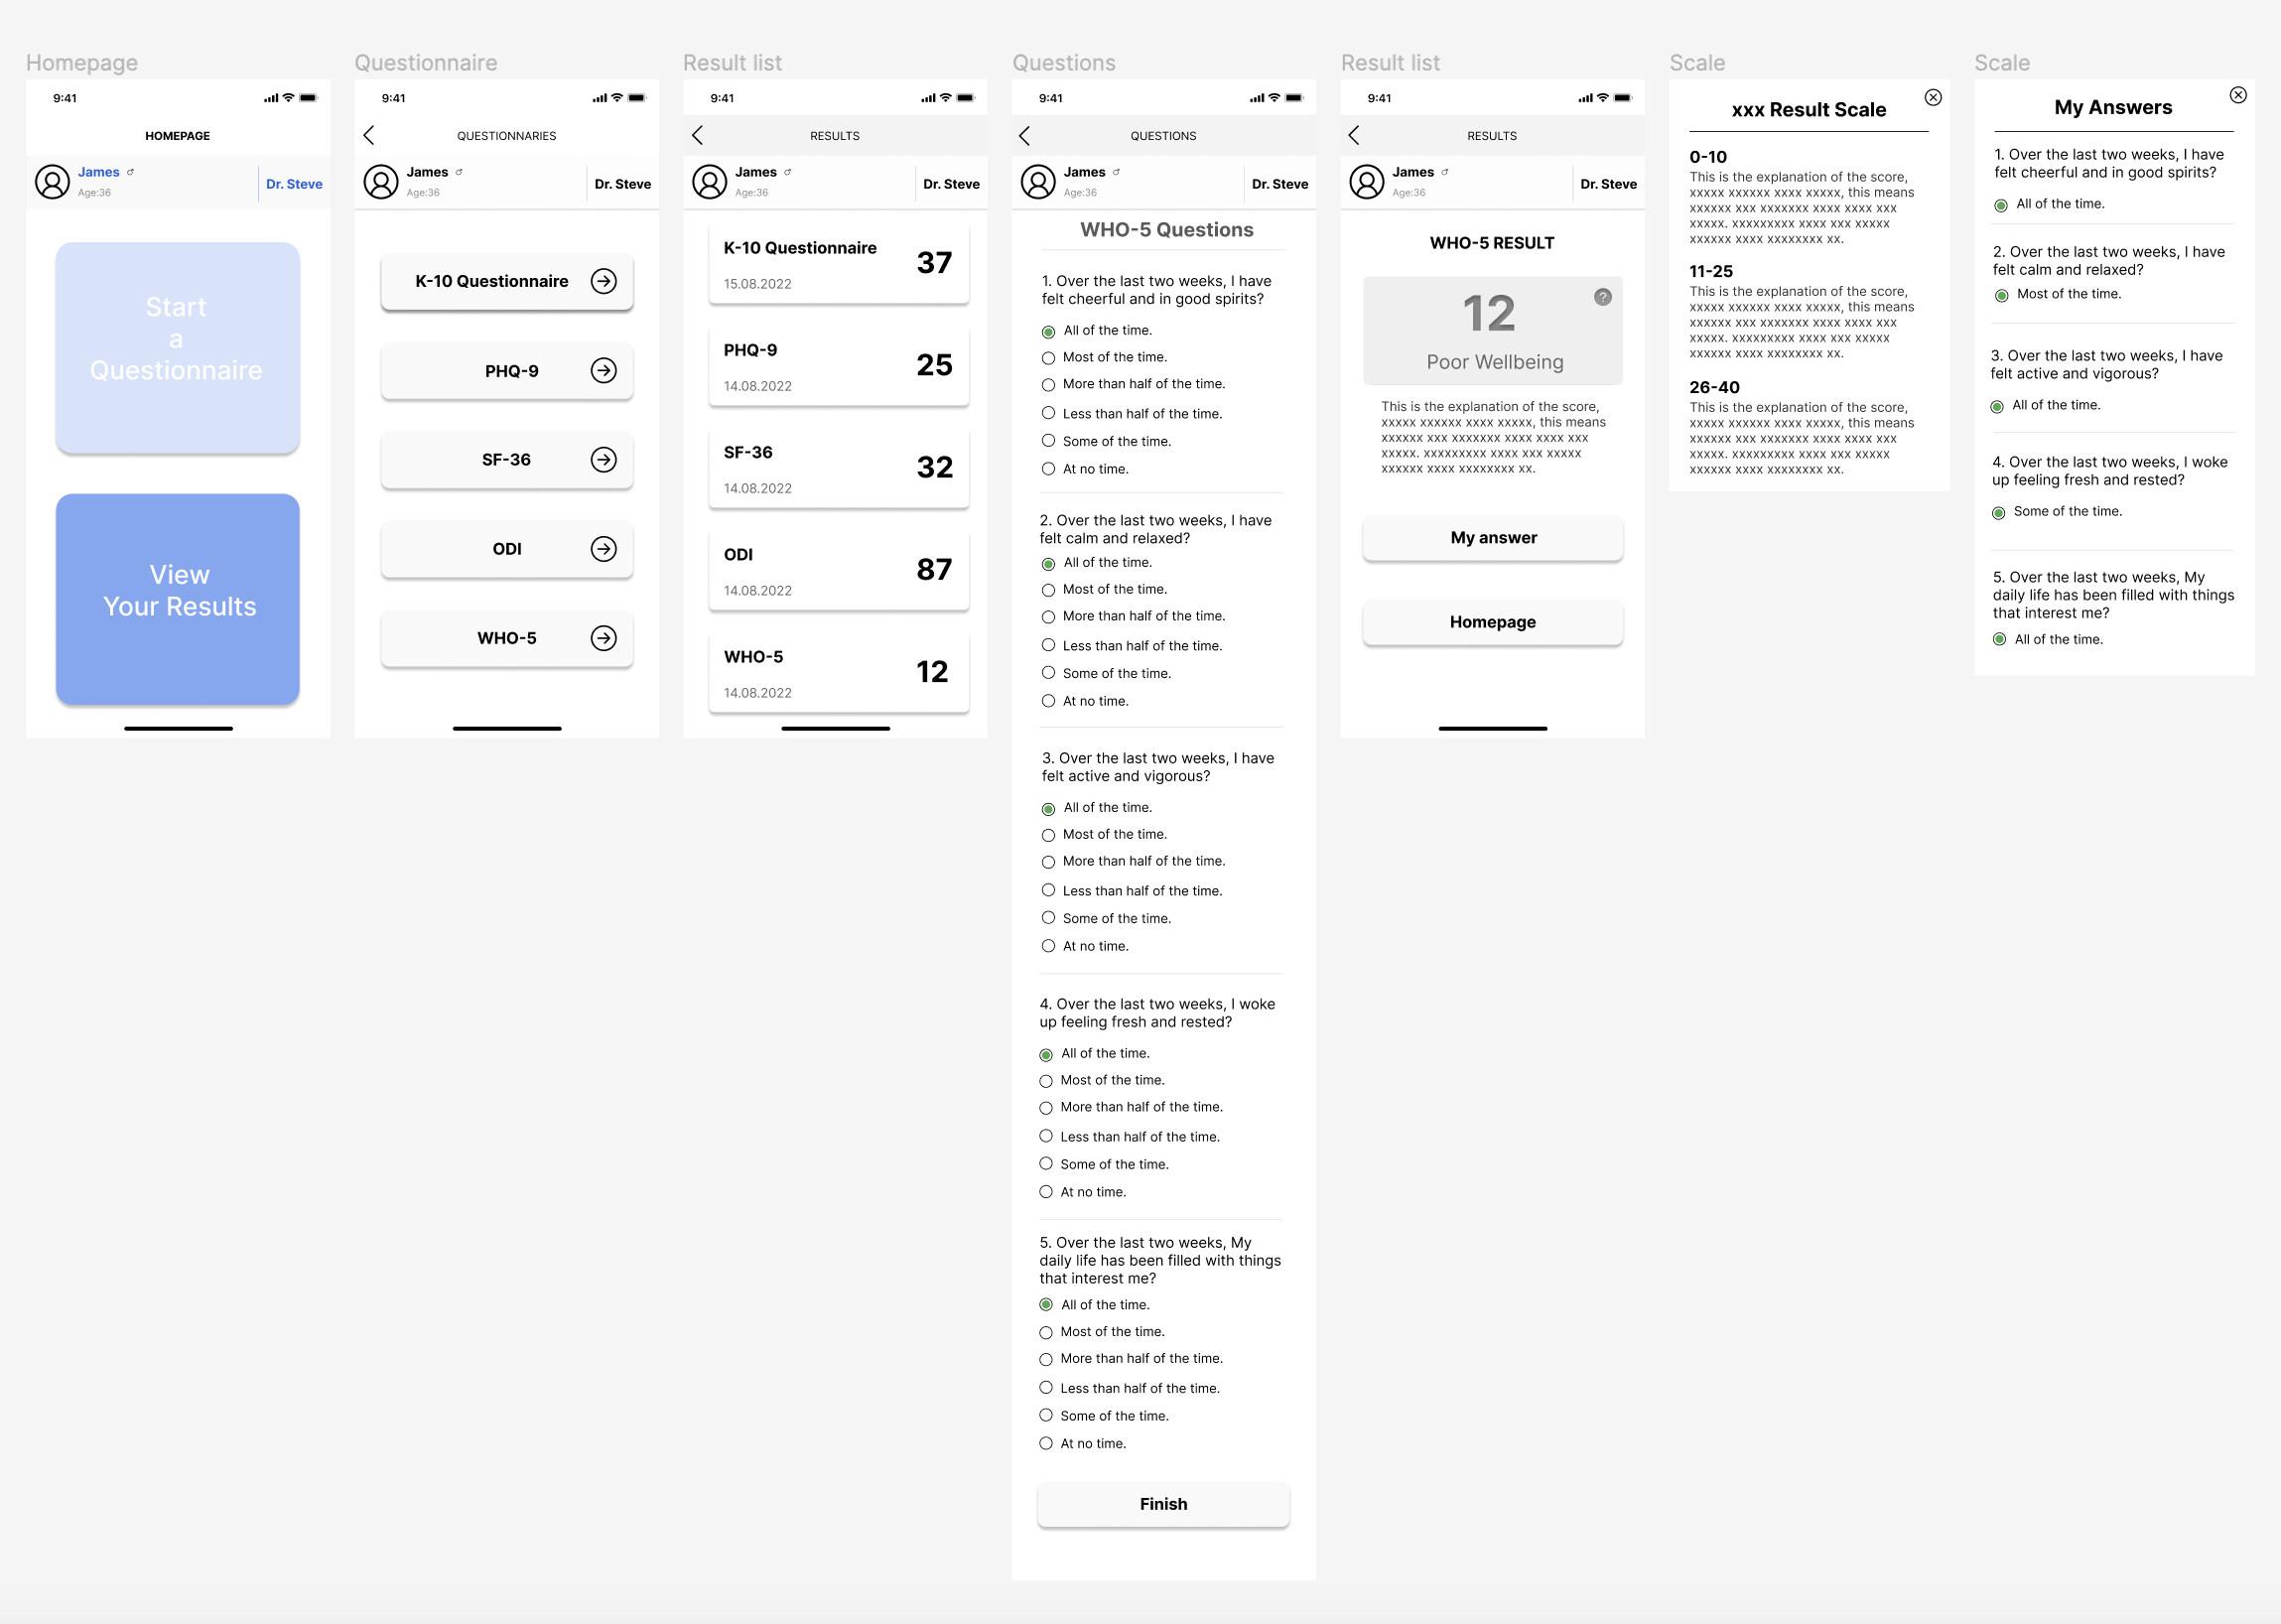 Homepage
9:41
HOMEPAGE
James ♂
Age:36
Dr. Steve
Start
a
Questionnaire
View
Your Results
Questionnaire
9:41
QUESTIONNARIES
James ♂
Age:36
Dr. Steve
K-10 Questionnaire
PHQ-9
SF-36
ODI
WHO-5
Result list
9:41
RESULTS
James ♂
Age:36
Dr. Steve
K-10 Questionnaire
15.08.2022
37
PHQ-9
14.08.2022
25
SF-36
14.08.2022
32
ODI
14.08.2022
87
WHO-5
14.08.2022
12
Questions
9:41
QUESTIONS
James ♂
Age:36
Dr. Steve
WHO-5 Questions
1. Over the last two weeks, I have
felt cheerful and in good spirits?
All of the time.
Most of the time.
More than half of the time.
Less than half of the time.
Some of the time.
At no time.
2. Over the last two weeks, I have
felt calm and relaxed?
All of the time.
Most of the time.
More than half of the time.
Less than half of the time.
Some of the time.
At no time.
3. Over the last two weeks, I have
felt active and vigorous?
All of the time.
Most of the time.
More than half of the time.
Less than half of the time.
Some of the time.
At no time.
4. Over the last two weeks, I woke
up feeling fresh and rested?
All of the time.
Most of the time.
More than half of the time.
Less than half of the time.
Some of the time.
At no time.
5. Over the last two weeks, My
daily life has been filled with things
that interest me?
All of the time.
Most of the time.
More than half of the time.
Less than half of the time.
Some of the time.
At no time.
Finish
Result list
9:41
RESULTS
James ♂
Age:36
Dr. Steve
WHO-5 RESULT
12
?
Poor Wellbeing
This is the explanation of the score,
xxxxx xxxxxx xxxx xxxxx, this means
xxxxxx xxx xxxxxxx xxxx xxxx xxx
xxxxx. xxxxxxxxx xxxx xxx xxxxx
xxxxxx xxxx xxxxxxxx xx.
My answer
Homepage
Scale
xxx Result Scale
0-10
This is the explanation of the score,
xxxxx xxxxxx xxxx xxxxx, this means
xxxxxx xxx xxxxxxx xxxx xxxx xxx
xxxxx. xxxxxxxxx xxxx xxx xxxxx
xxxxxx xxxx xxxxxxxx xx.
11-25
This is the explanation of the score,
xxxxx xxxxxx xxxx xxxxx, this means
xxxxxx xxx xxxxxxx xxxx xxxx xxx
xxxxx. xxxxxxxxx xxxx xxx xxxxx
xxxxxx xxxx xxxxxxxx xx.
26-40
This is the explanation of the score,
xxxxx xxxxxx xxxx xxxxx, this means
xxxxxx xxx xxxxxxx xxxx xxxx xxx
xxxxx. xxxxxxxxx xxxx xxx xxxxx
xxxxxx xxxx xxxxxxxx xx.
Scale
My Answers
1. Over the last two weeks, I have
felt cheerful and in good spirits?
All of the time.
2. Over the last two weeks, I have
felt calm and relaxed?
Most of the time.
3. Over the last two weeks, I have
felt active and vigorous?
All of the time.
4. Over the last two weeks, I woke
up feeling fresh and rested?
Some of the time.
5. Over the last two weeks, My
daily life has been filled with things
that interest me?
All of the time.